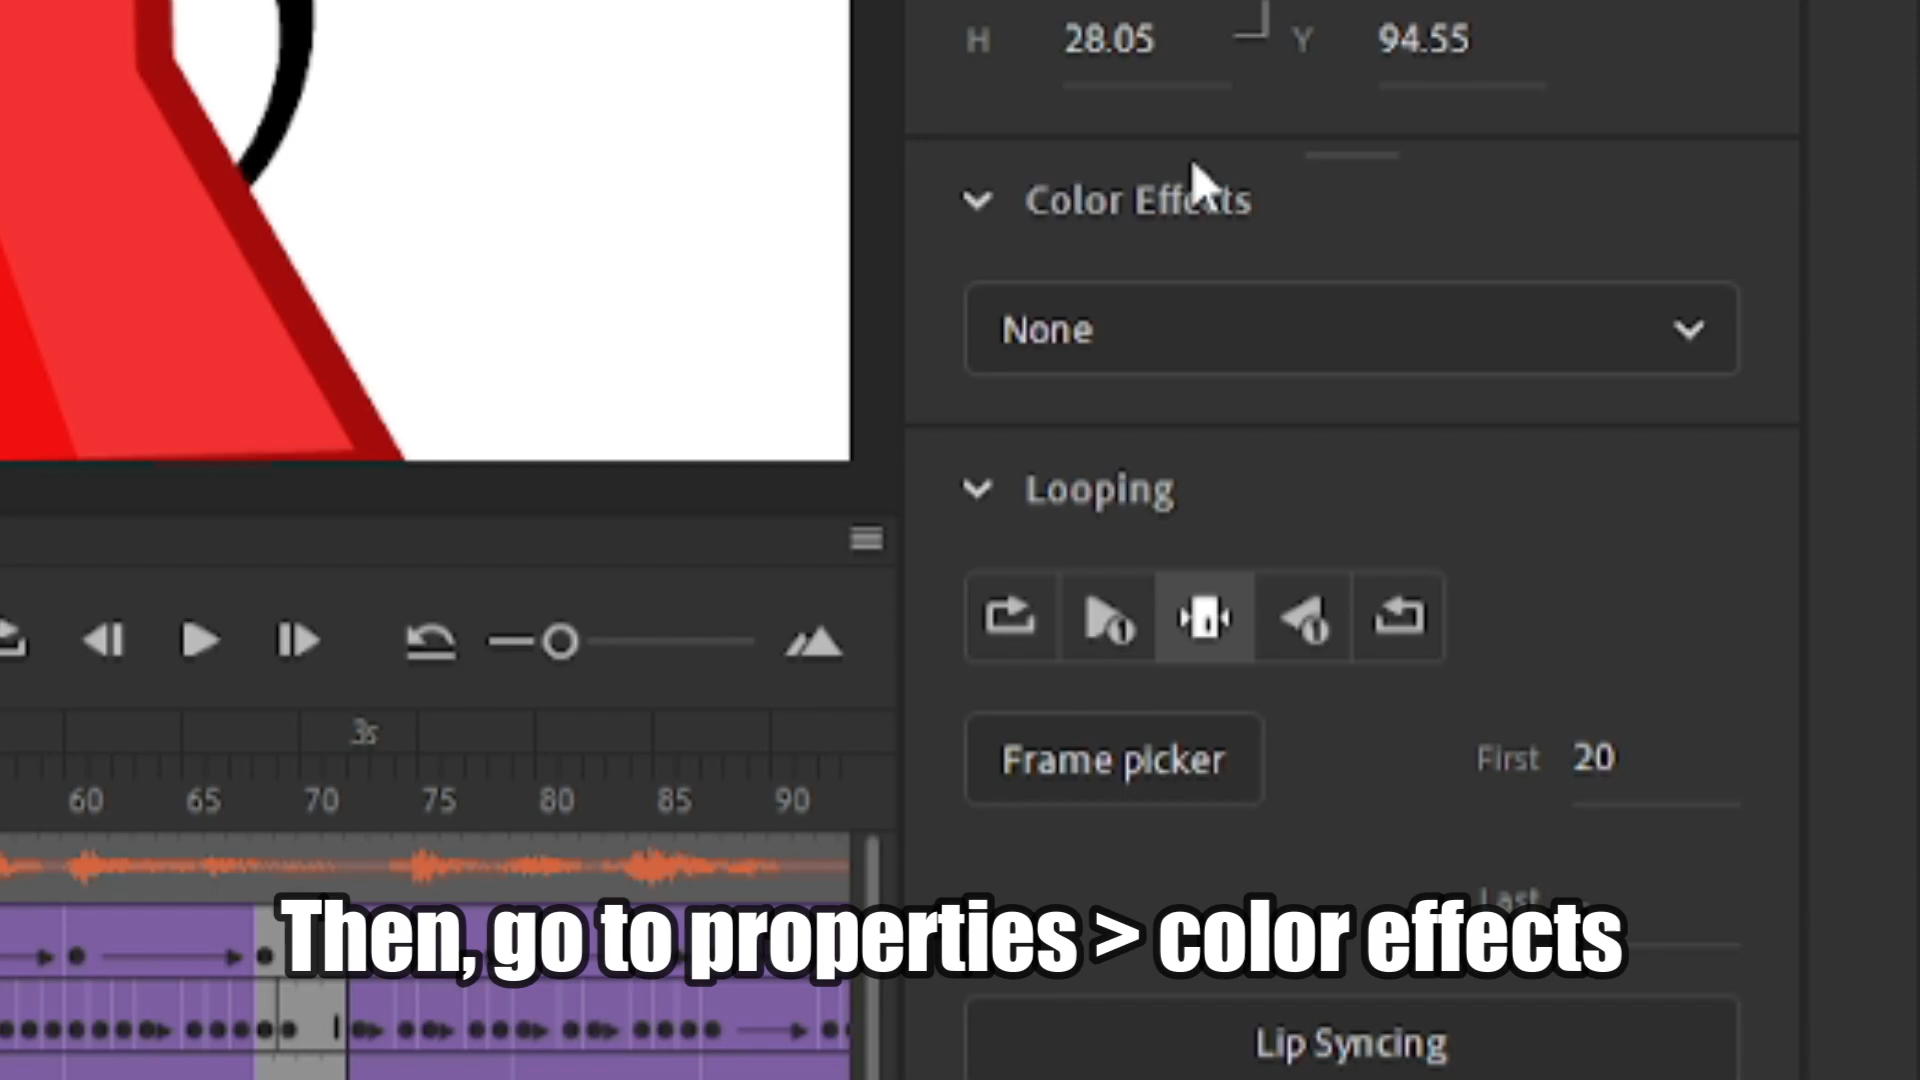 H 28.05 Y 94.55
Color Effects
None
Looping
Frame picker First 20
3s
60 65 70 75 80 85 90
Last
Then, go to properties > color effects
Lip Syncing